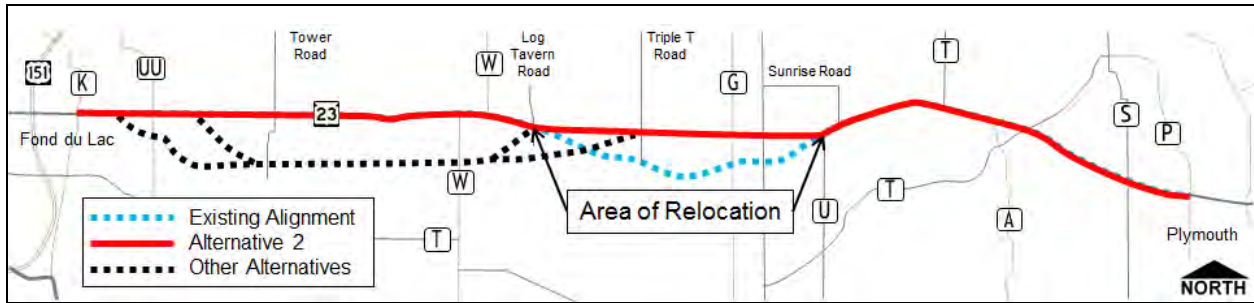 Tower
Road
Log
Tavern
Road
Triple T
Road
151
K
UU
W
G
Sunrise Road
T
23
S
P
Fond du Lac
W
Existing Alignment
Alternative 2
Other Alternatives
T
Area of Relocation
U
T
A
Plymouth
NORTH